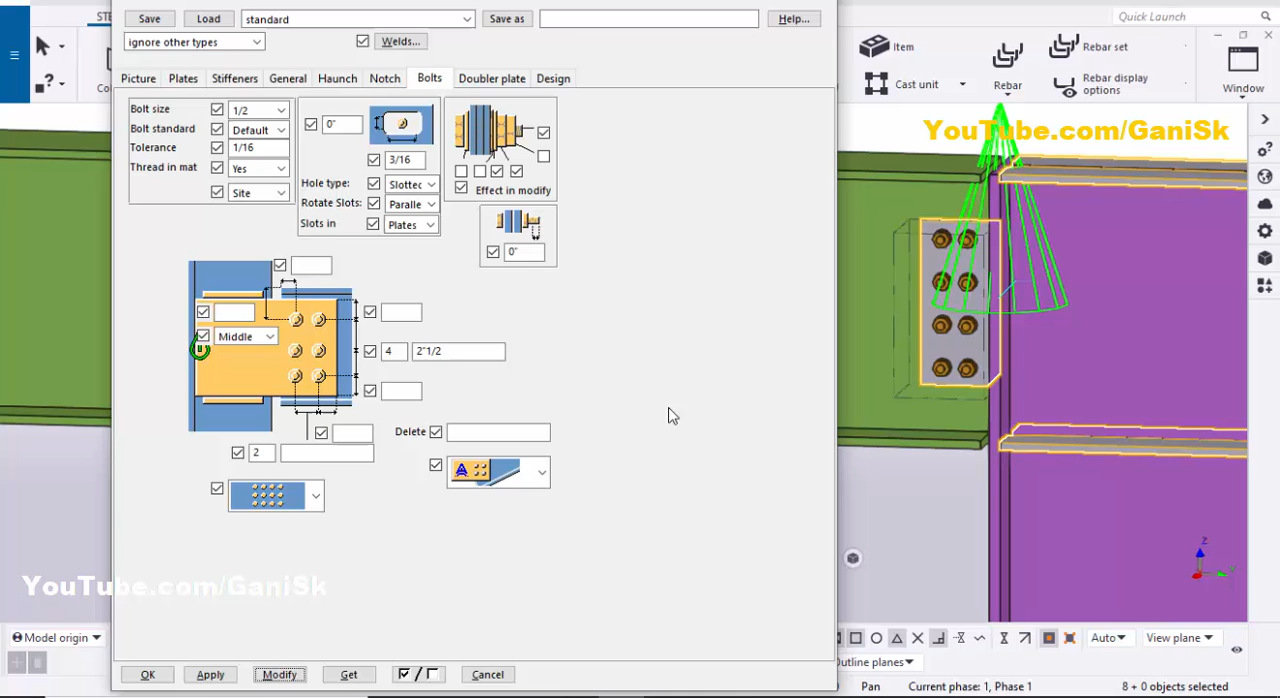 STE
Save
Load
standard
Save as
Help...
Quick Launch
ignore other types
Welds...
Item
Rebar set
Cast unit
Rebar
Rebar display options
Window
Picture
Plates
Stiffeners
General
Haunch
Notch
Bolts
Doubler plate
Design
Bolt size
1/2
Bolt standard
Default
Tolerance
1/16
Thread in mat
Yes
Site
0"
3/16
Hole type:
Slotted
Rotate Slots:
Paralle
Slots in
Plates
Effect in modify
0"
YouTube.com/GaniSk
Middle
4
2"1/2
2
Delete
A
YouTube.com/GaniSk
Model origin
OK
Apply
Modify
Get
Cancel
Auto
View plane
Outline planes
Pan
Current phase: 1, Phase 1
8 + 0 objects selected
Z